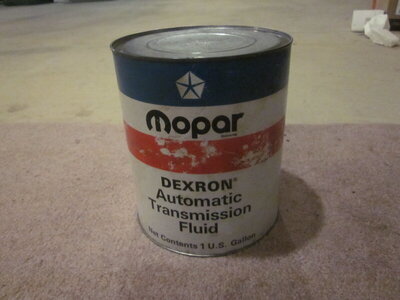 mopar
DEXRON®
Automatic
Transmission
Fluid
Net Contents 1 U.S. Gallon